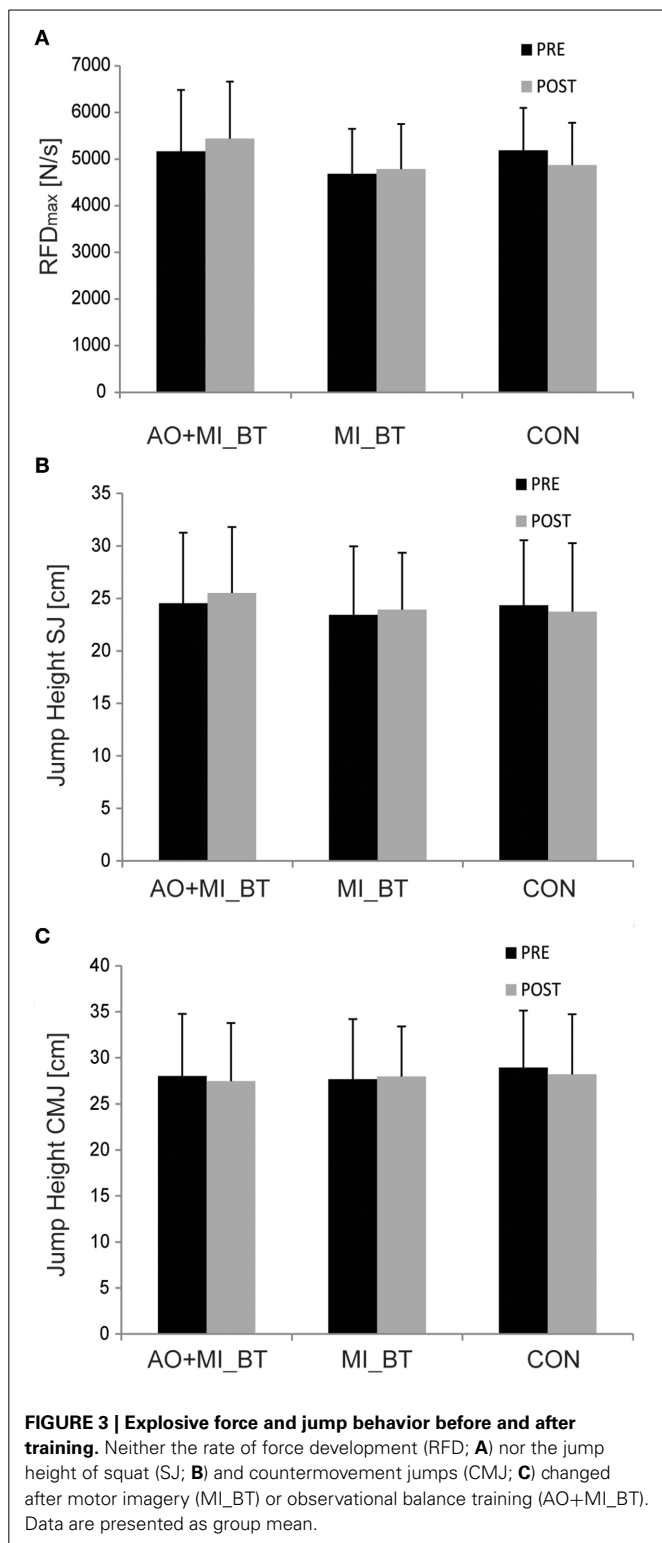 A
PRE
POST
7000
6000
5000
4000
3000
2000
1000
0
RFDmax [N/s]
AO+MI_BT MI_BT CON
B
PRE
POST
35
30
25
20
15
10
5
0
Jump Height SJ [cm]
AO+MI_BT MI_BT CON
C
PRE
POST
40
35
30
25
20
15
10
5
0
Jump Height CMJ [cm]
AO+MI_BT MI_BT CON
FIGURE 3 | Explosive force and jump behavior before and after
training. Neither the rate of force development (RFD; A) nor the jump
height of squat (SJ; B) and countermovement jumps (CMJ; C) changed
after motor imagery (MI_BT) or observational balance training (AO+MI_BT).
Data are presented as group mean.